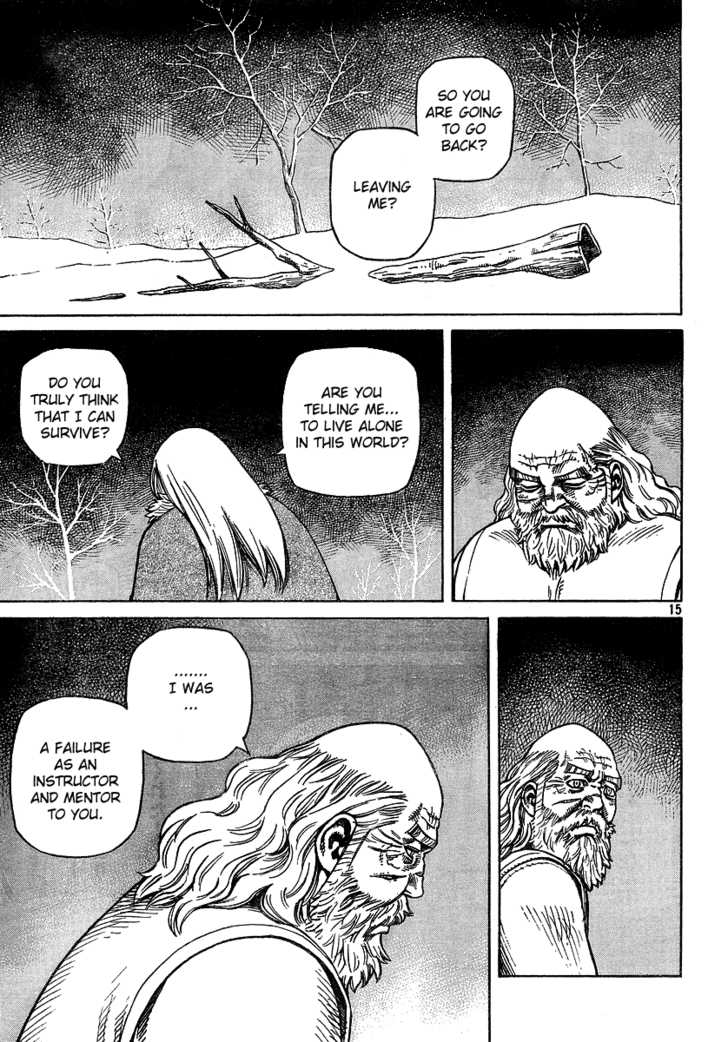 SO YOU
ARE GOING
TO GO
BACK?
LEAVING
ME?
ARE YOU
TELLING ME...
TO LIVE ALONE
IN THIS WORLD?
DO YOU
TRULY THINK
THAT I CAN
SURVIVE?
15
.......
I WAS
...
A FAILURE
AS AN
INSTRUCTOR
AND MENTOR
TO YOU.